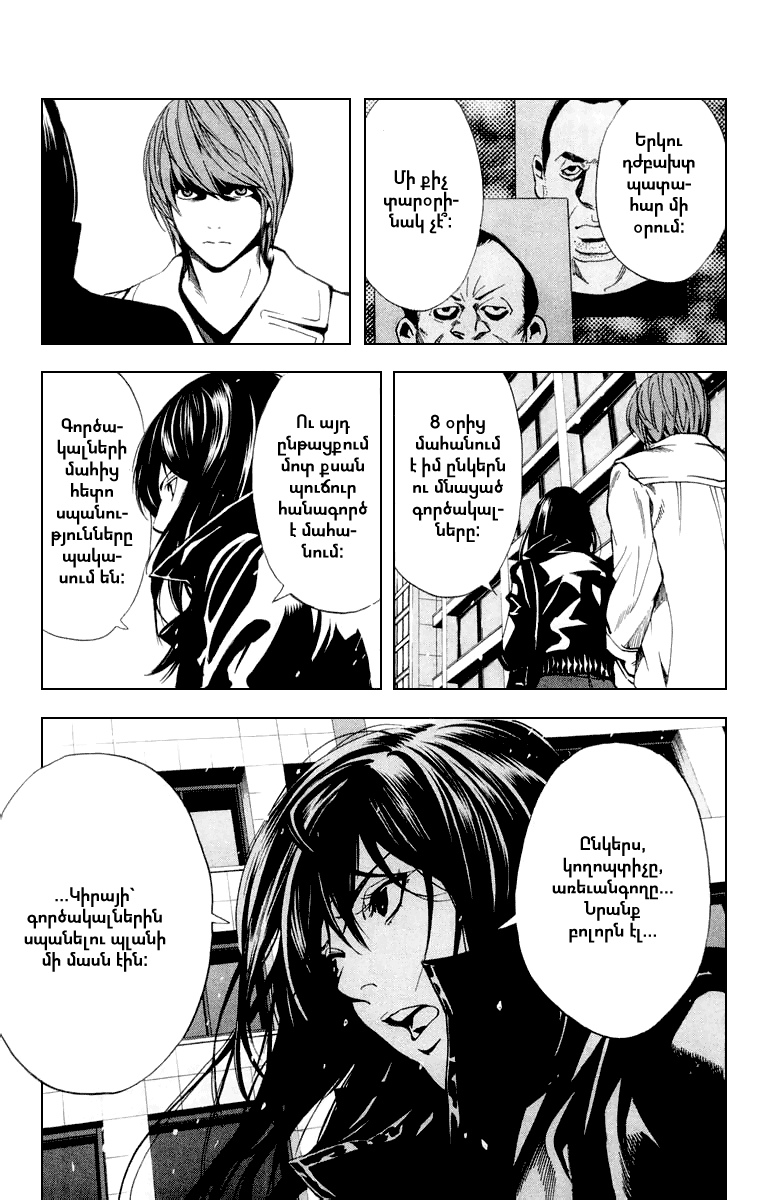 Երկու
դժբախտ
պատա-
հար մի
օրում:
Մի քիչ
տարօրի-
նակ չէ՞:
8 օրից
մահանում
է իմ ընկերն
ու մնացած
գործակալ-
ները:
Ու այդ
ընթացքում
մոտ քսան
պուճուր
հանագործ
է մահա-
նում:
Գործա-
կալների
մահից
հետո
սպանու-
թյունները
պակա-
սում են:
Ընկերս,
կողոպտիչը,
առեւանգողը...
Նրանք
բոլորն էլ...
...Կիրայի՝
գործակալներին
սպանելու պլանի
մի մասն էին: